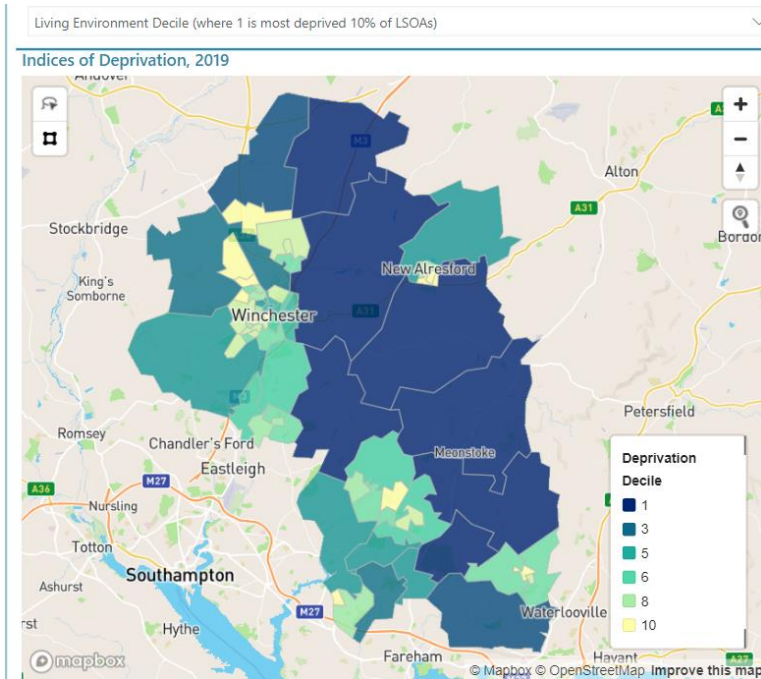 Living Environment Decile (where 1 is most deprived 10% of LSOAs)
Indices of Deprivation, 2019
Andover
M3
Alton
A31
Stockbridge
Bordon
New Alresford
King's
Somborne
Winchester
A31
Petersfield
Romsey
Chandler's Ford
Meonstoke
Eastleigh
A36
M27
Nursling
Totton
Southampton
Ashurst
M27
Waterlooville
Hythe
Fareham
Havant
A27
Deprivation
Decile
1
3
5
6
8
10
mapbox
© Mapbox © OpenStreetMap Improve this map